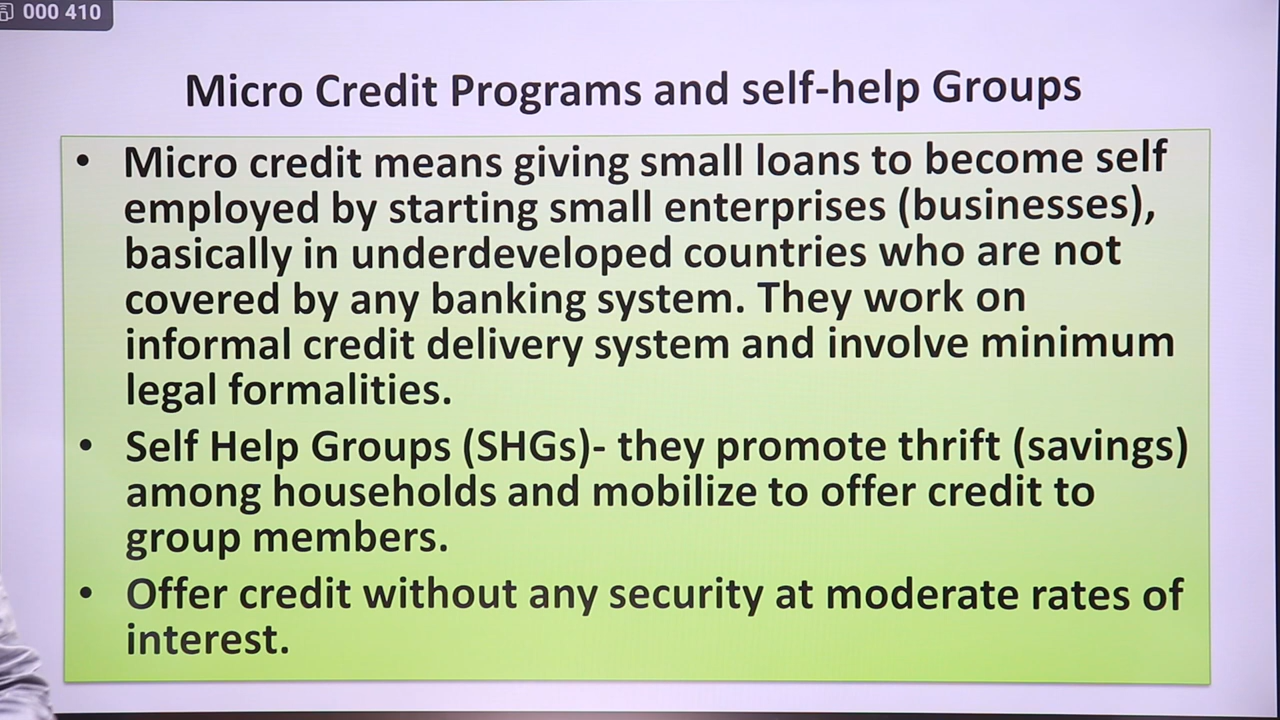 000 410
Micro Credit Programs and self-help Groups
• Micro credit means giving small loans to become self
employed by starting small enterprises (businesses),
basically in underdeveloped countries who are not
covered by any banking system. They work on
informal credit delivery system and involve minimum
legal formalities.
• Self Help Groups (SHGs)- they promote thrift (savings)
among households and mobilize to offer credit to
group members.
• Offer credit without any security at moderate rates of
interest.